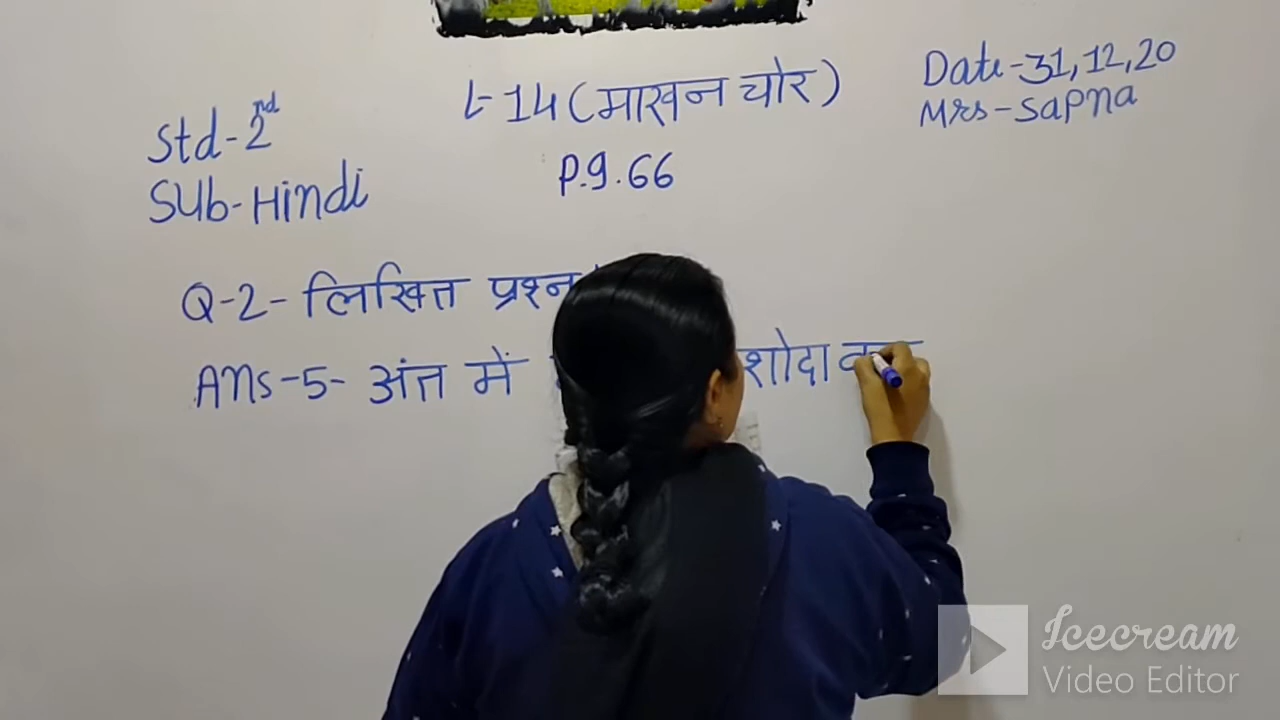 Std-2nd
Sub-Hindi
L-14 (माखन चोर)
P.g.66
Date-31,12,20
Mrs-Sapna
Q-2- लिखित प्रश्न
Ans-5- अंत में
Icecream
Video Editor